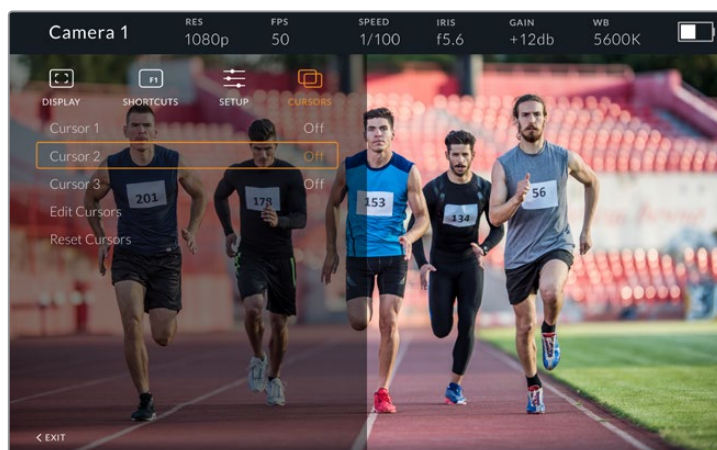 Camera 1
RES FPS SPEED IRIS GAIN WB
1080p 50 1/100 f5.6 +12db 5600K
F1
DISPLAY SHORTCUTS SETUP CURSORS
Cursor 1 Off
Cursor 2 Off
Cursor 3 Off
Edit Cursors
Reset Cursors
201 178 153 134 56
< EXIT